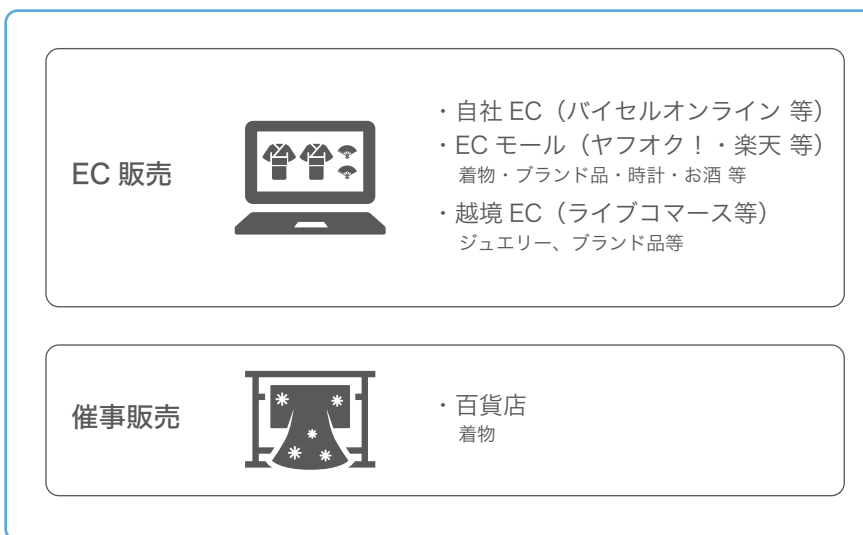 EC 販売
・自社 EC（バイセルオンライン 等）
・EC モール（ヤフオク！・楽天 等）
着物・ブランド品・時計・お酒 等
・越境 EC（ライブコマース等）
ジュエリー、ブランド品等
催事販売
・百貨店
着物